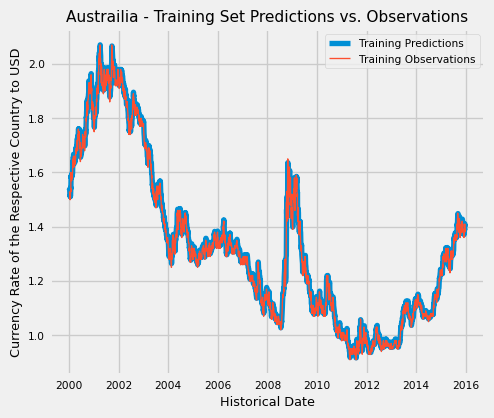 Austrailia - Training Set Predictions vs. Observations
Training Predictions
Training Observations
Currency Rate of the Respective Country to USD
2.0
1.8
1.6
1.4
1.2
1.0
2000 2002 2004 2006 2008 2010 2012 2014 2016
Historical Date